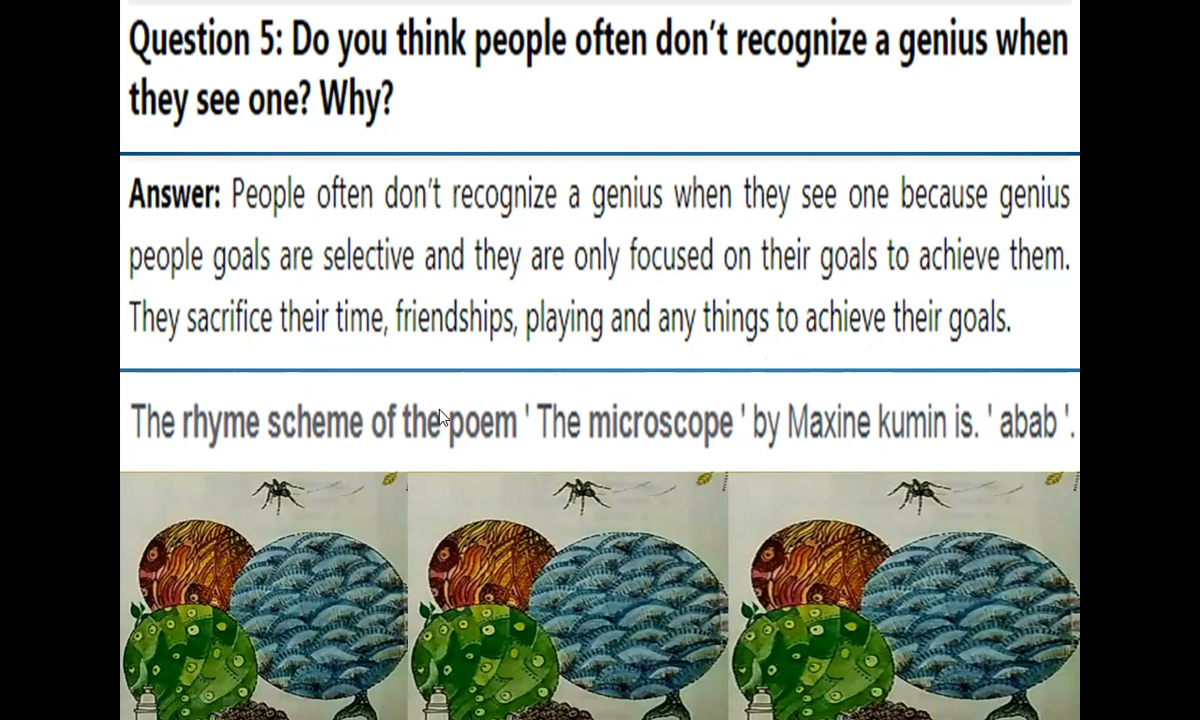 Question 5: Do you think people often don't recognize a genius when
they see one? Why?
Answer: People often don't recognize a genius when they see one because genius
people goals are selective and they are only focused on their goals to achieve them.
They sacrifice their time, friendships, playing and any things to achieve their goals.
The rhyme scheme of the poem ' The microscope ' by Maxine kumin is. ' abab '.